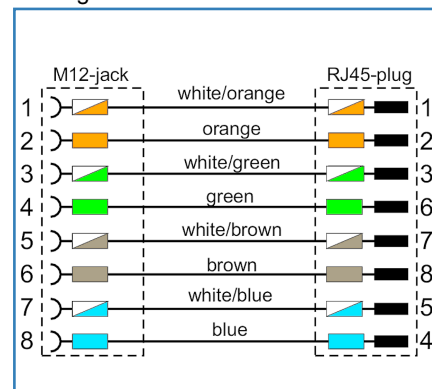 M12-jack RJ45-plug
1 white/orange 1
2 orange 2
3 white/green 3
4 green 6
5 white/brown 7
6 brown 8
7 white/blue 5
8 blue 4